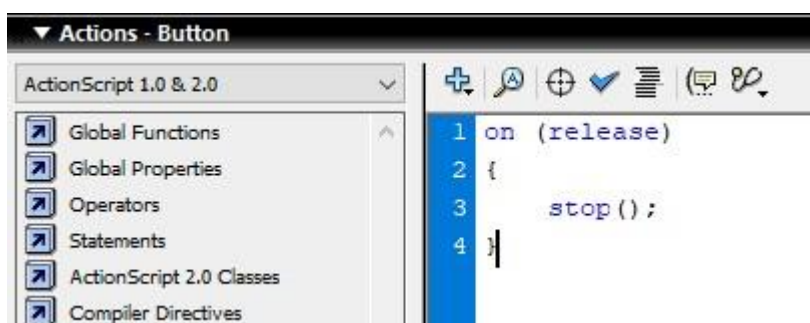 ▼ Actions - Button
ActionScript 1.0 & 2.0
Global Functions
Global Properties
Operators
Statements
ActionScript 2.0 Classes
Compiler Directives
1 on (release)
2 {
3 stop();
4 }